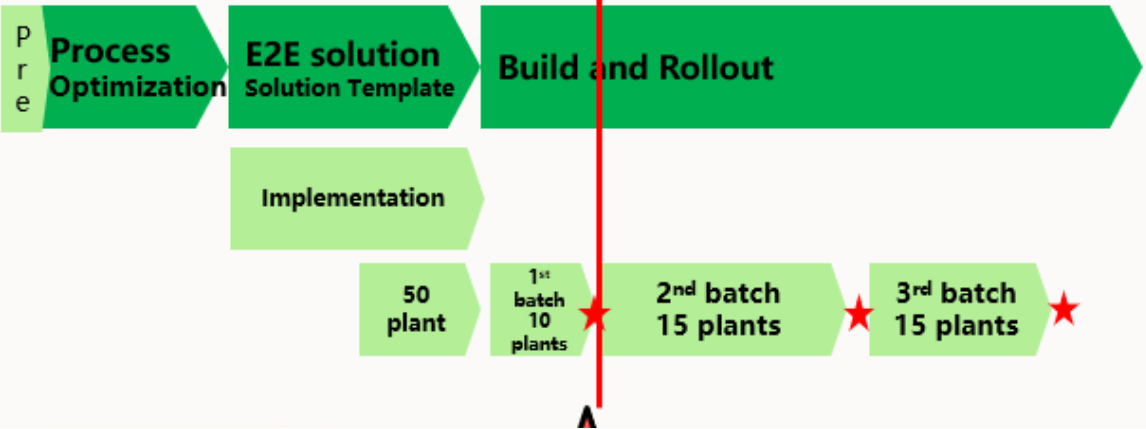 Pre
Process
Optimization
E2E solution
Solution Template
Build and Rollout
Implementation
50
plant
1st
batch
10
plants
2nd batch
15 plants
3rd batch
15 plants